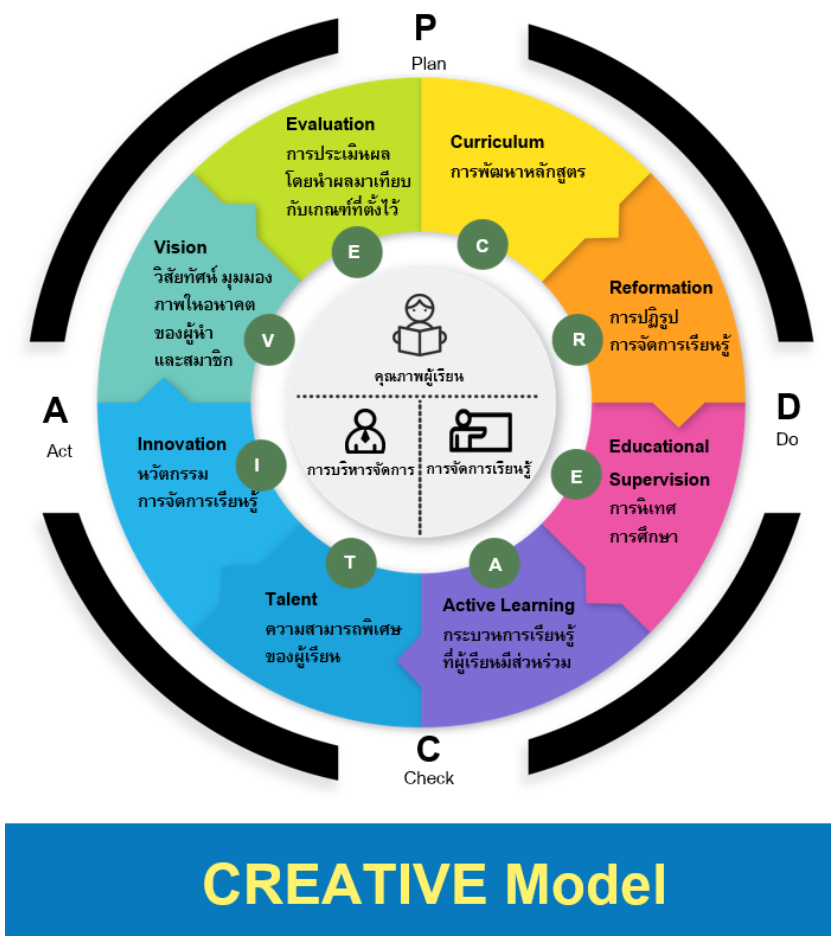 P
Plan
Evaluation
การประเมินผล
โดยนำผลมาเทียบ
กับเกณฑ์ที่ตั้งไว้
E
Curriculum
การพัฒนาหลักสูตร
C
Reformation
การปฏิรูป
การจัดการเรียนรู้
R
D
Do
Educational
Supervision
การนิเทศ
การศึกษา
E
Active Learning
กระบวนการเรียนรู้
ที่ผู้เรียนมีส่วนร่วม
A
Talent
ความสามารถพิเศษ
ของผู้เรียน
T
Innovation
นวัตกรรม
การจัดการเรียนรู้
I
Vision
วิสัยทัศน์ มุมมอง
ภาพในอนาคต
ของผู้นำ
และสมาชิก
V
A
Act
คุณภาพผู้เรียน
การบริหารจัดการ
การจัดการเรียนรู้
C
Check
CREATIVE Model